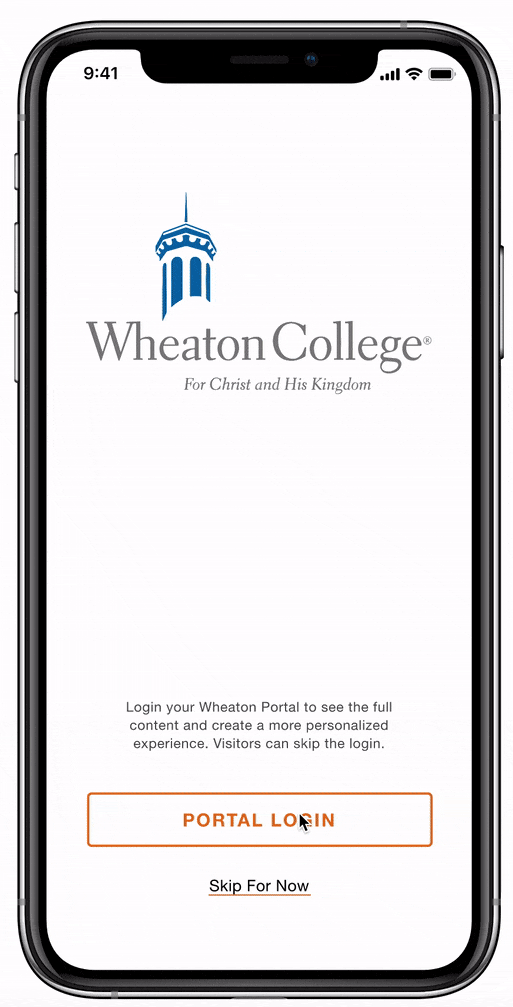 9:41
Wheaton College®
For Christ and His Kingdom
Login your Wheaton Portal to see the full
content and create a more personalized
experience. Visitors can skip the login.
PORTAL LOGIN
Skip For Now